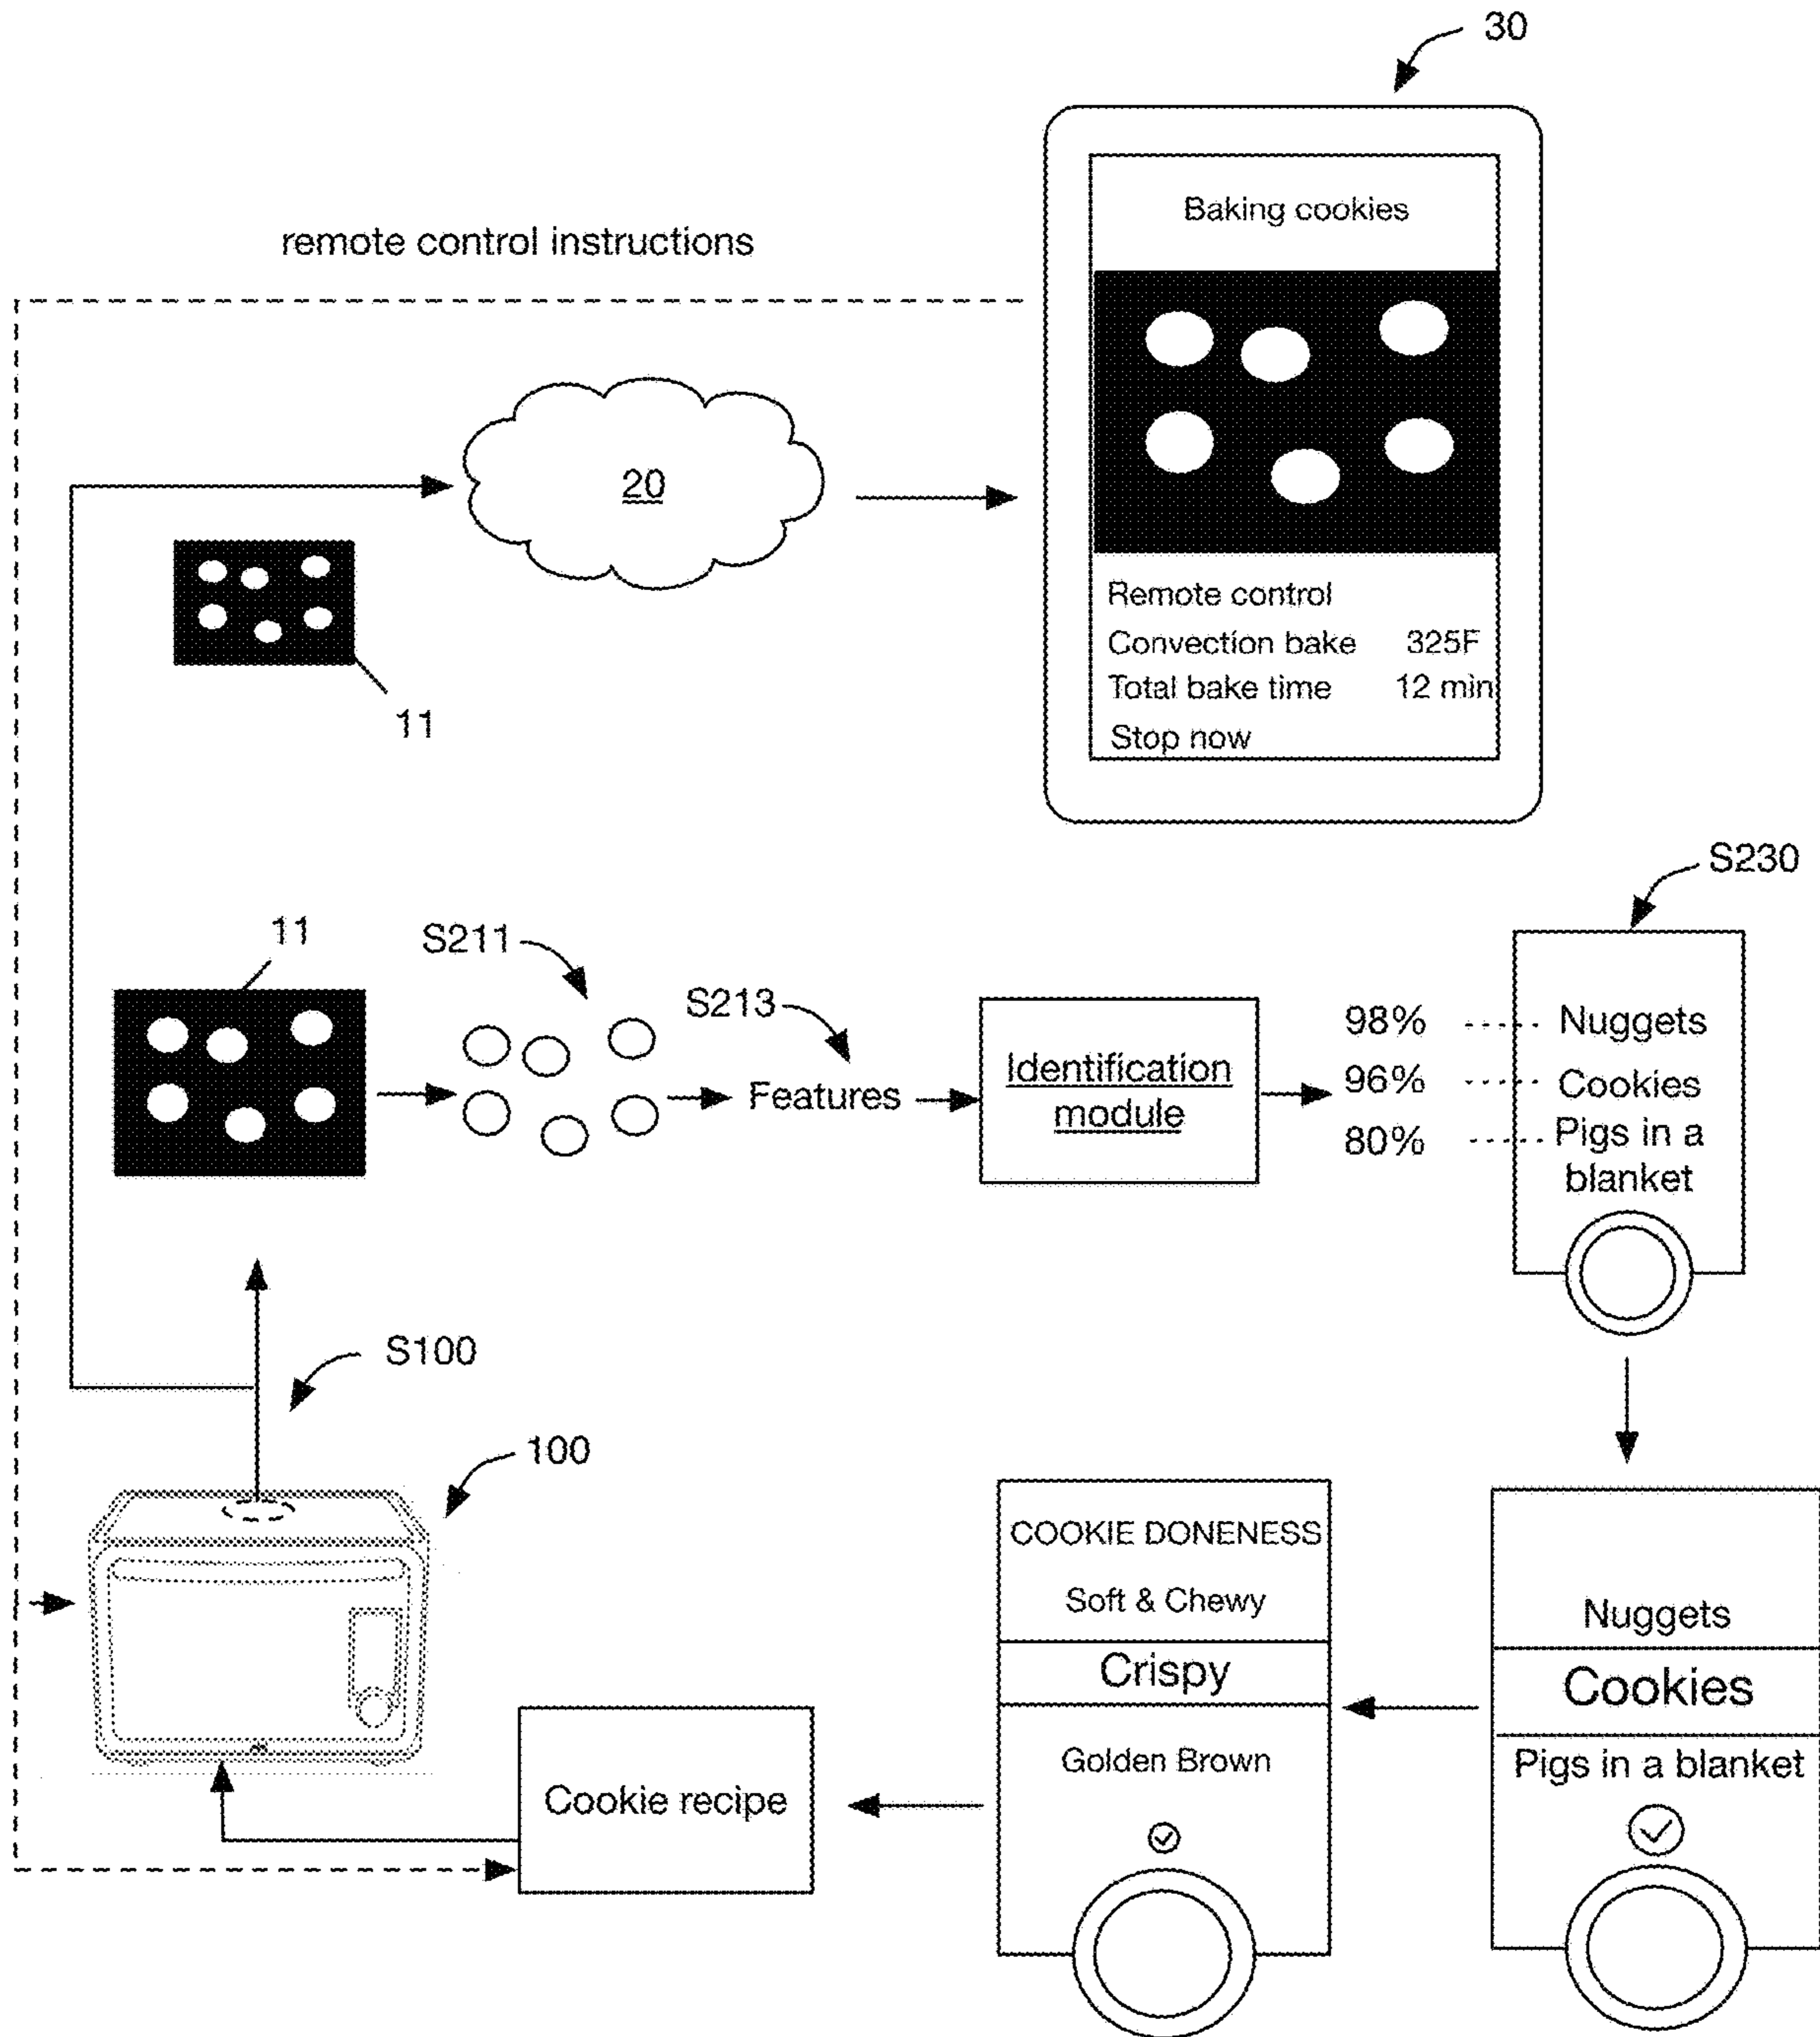 30
Baking cookies
remote control instructions
20
Remote control
Convection bake 325F
Total bake time 12 min
Stop now
11
S230
11
S211
S213
98% Nuggets
96% Cookies
80% Pigs in a
blanket
Features
Identification
module
S100
100
COOKIE DONENESS
Soft & Chewy
Crispy
Golden Brown
Nuggets
Cookies
Pigs in a blanket
Cookie recipe